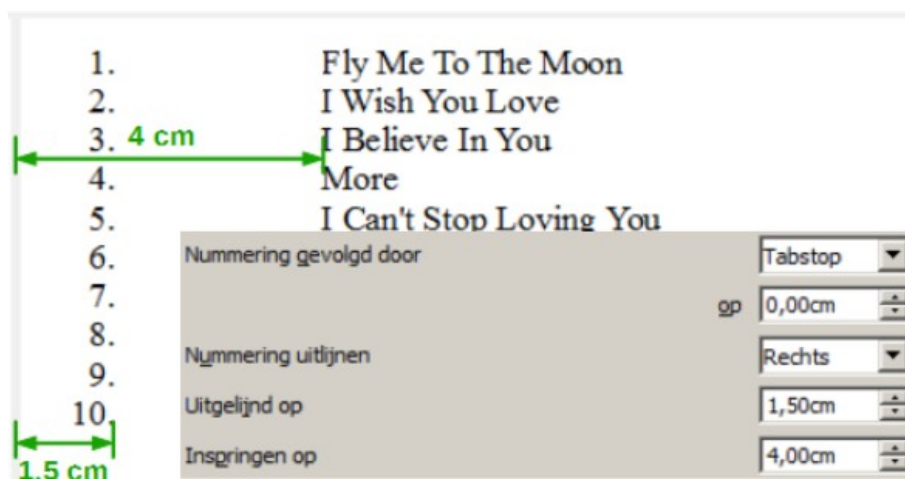 1. Fly Me To The Moon
2. I Wish You Love
3. I Believe In You
4 cm
4. More
5. I Can't Stop Loving You
6.
7.
8.
9.
10.
1.5 cm
Nummering gevolgd door Tabstop
op 0,00cm
Nummering uitlijnen Rechts
Uitgelijnd op 1,50cm
Inspringen op 4,00cm